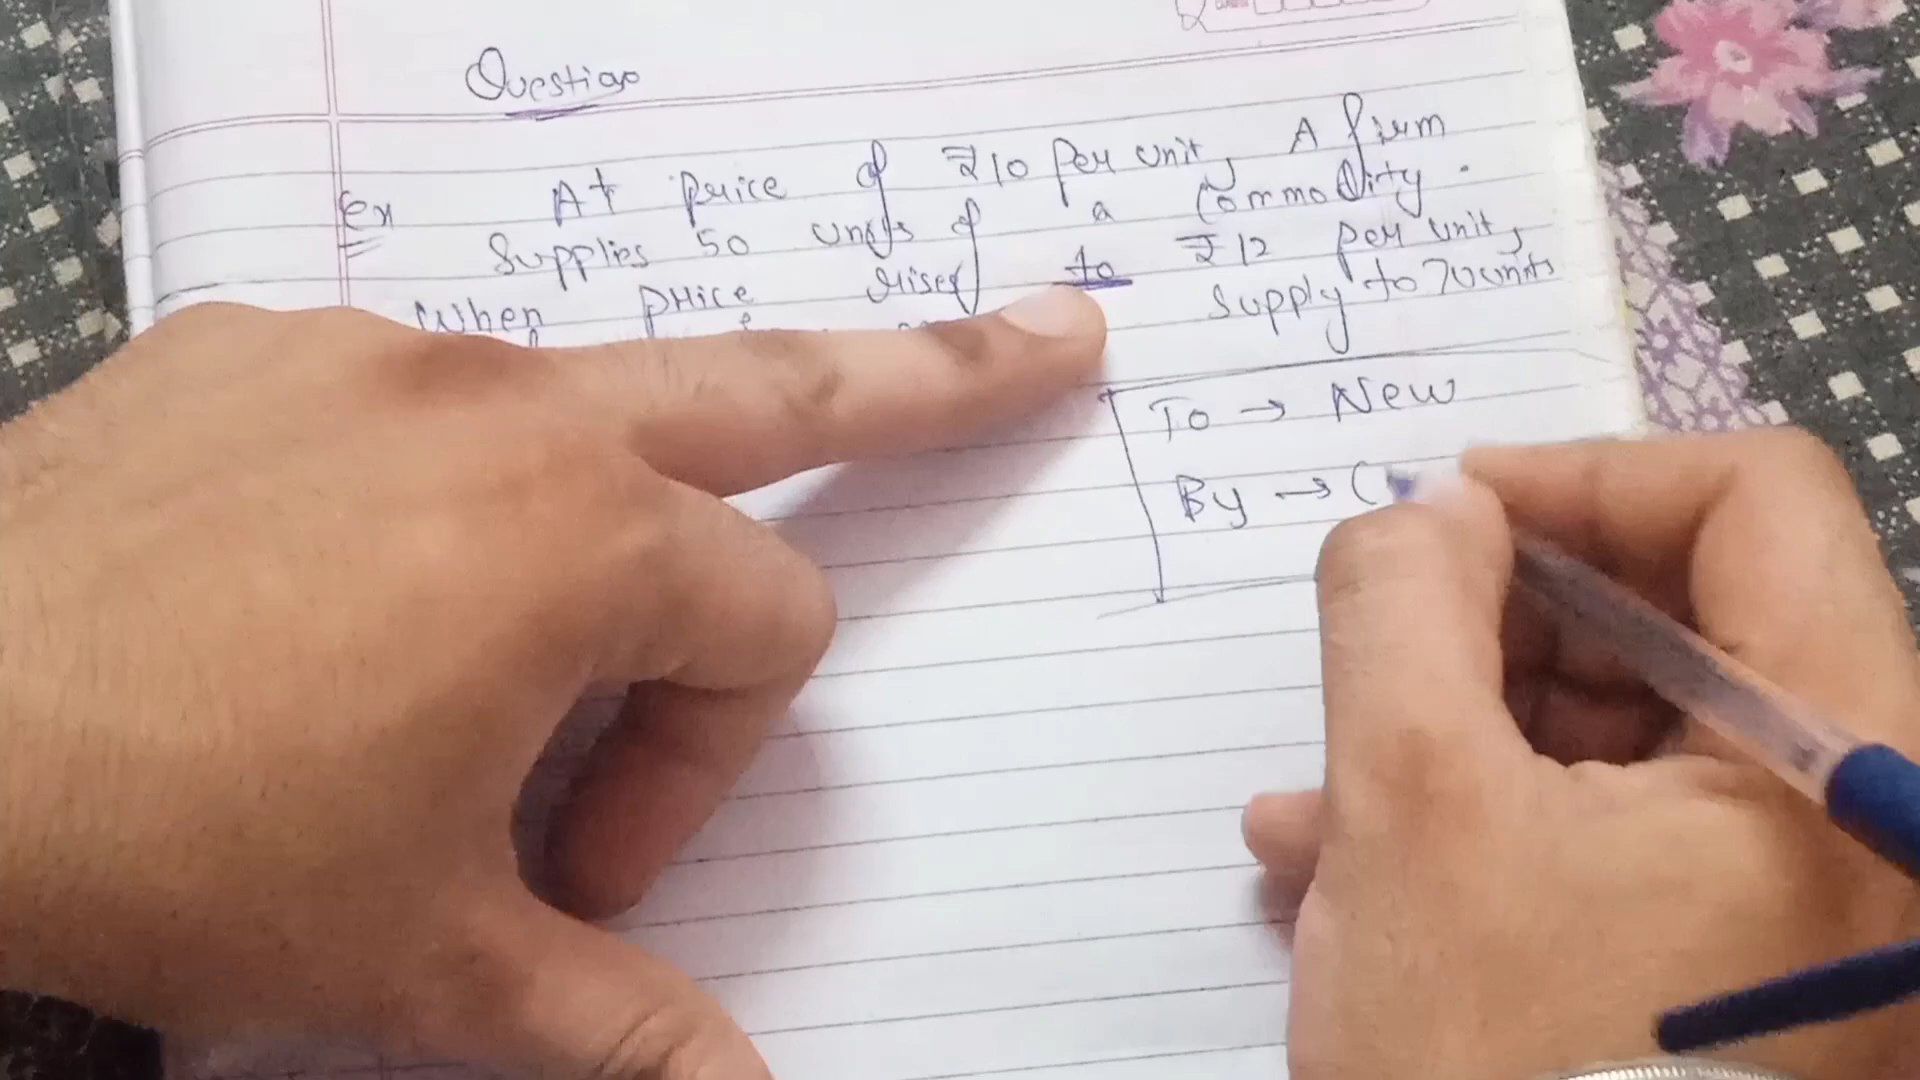 Question
Ex At price of ₹10 per unit, A firm
supplies 50 units of a commodity.
When price rises to ₹12 per unit,
supply to 70 units
To → New
By → (